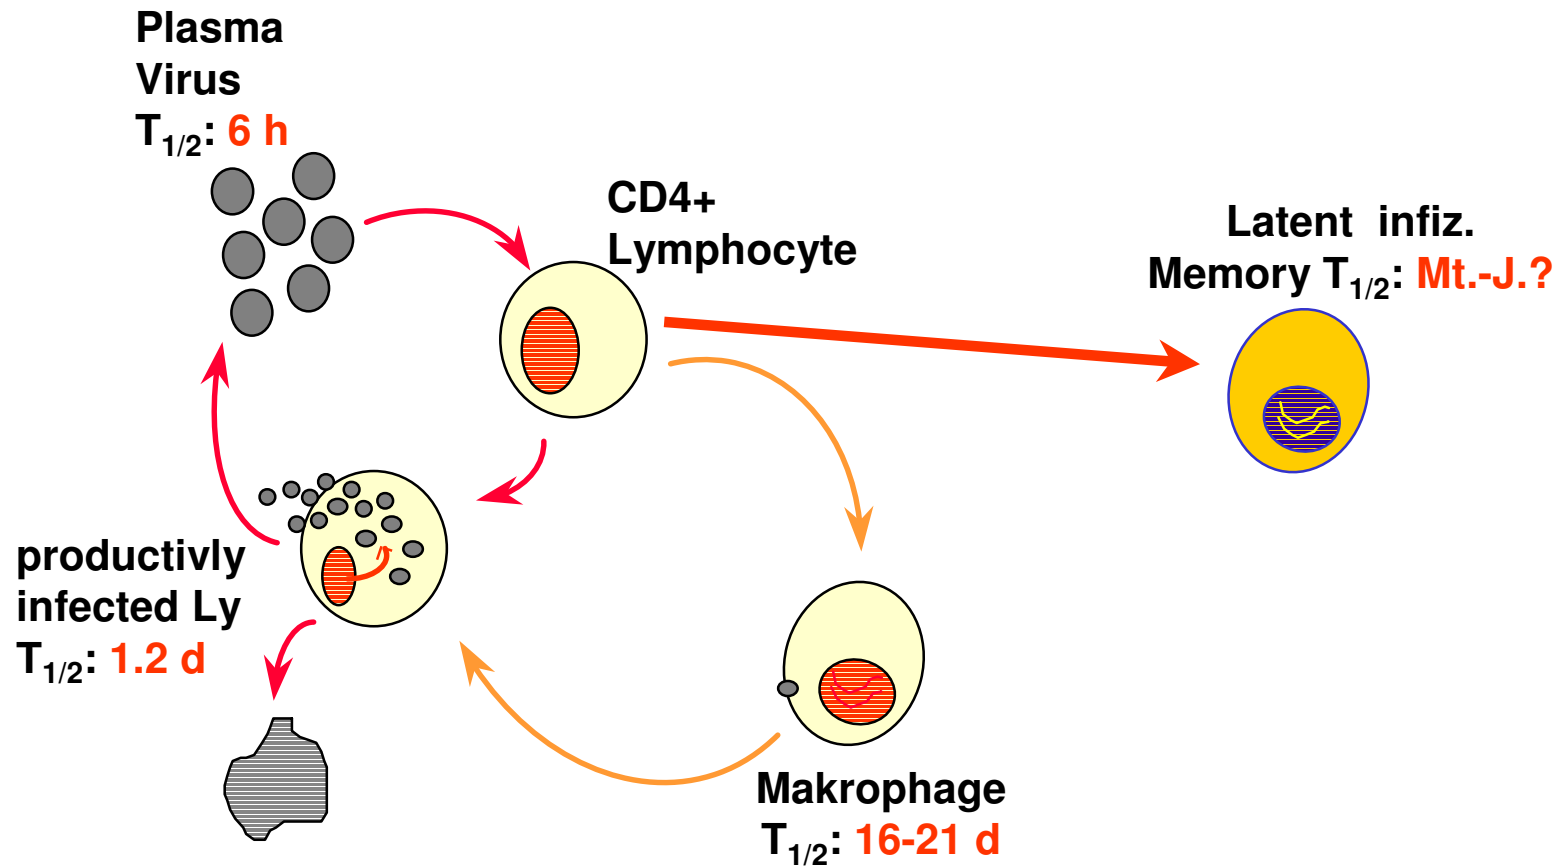 Plasma
Virus
T1/2: 6 h
CD4+
Lymphocyte
Latent infiz.
Memory T1/2: Mt.-J.?
productivly
infected Ly
T1/2: 1.2 d
Makrophage
T1/2: 16-21 d